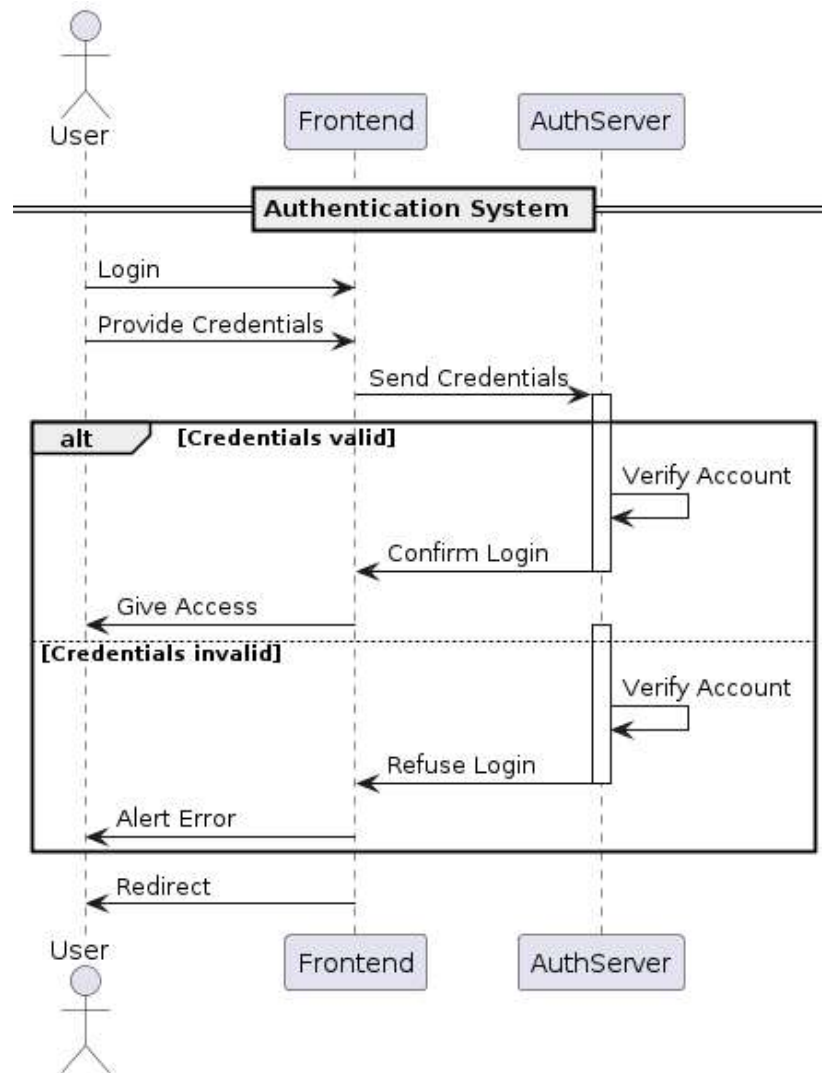 User
Frontend
AuthServer
Authentication System
Login
Provide Credentials
Send Credentials
alt
[Credentials valid]
Verify Account
Confirm Login
Give Access
[Credentials invalid]
Verify Account
Refuse Login
Alert Error
Redirect
User
Frontend
AuthServer